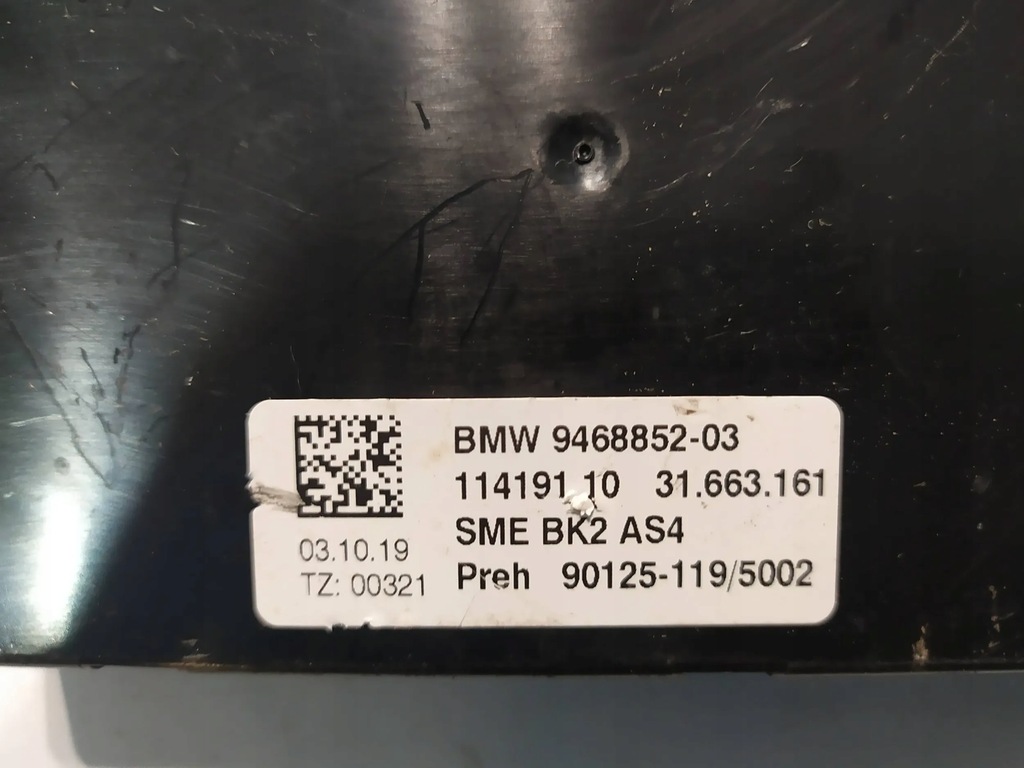 BMW 9468852-03
114191 10 31.663.161
SME BK2 AS4
Preh 90125-119/5002
03.10.19
TZ: 00321